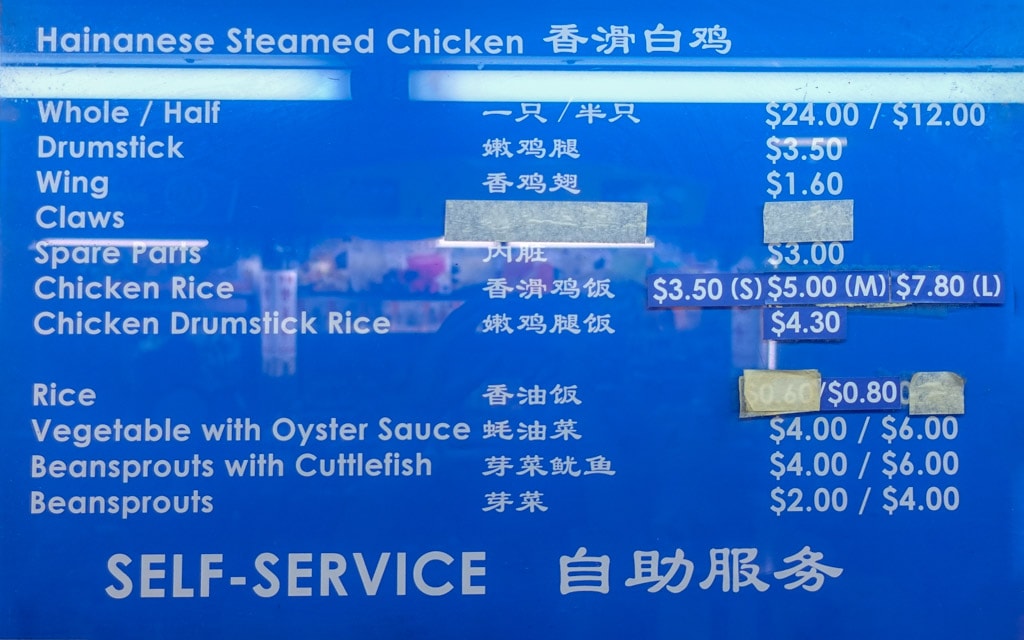 Hainanese Steamed Chicken 香滑白鸡
Whole / Half 一只 / 半只 $24.00 / $12.00
Drumstick 嫩鸡腿 $3.50
Wing 香鸡翅 $1.60
Claws
Spare Parts 内脏 $3.00
Chicken Rice 香滑鸡饭 $3.50 (S) $5.00 (M) $7.80 (L)
Chicken Drumstick Rice 嫩鸡腿饭 $4.30
Rice 香油饭 $0.60/$0.80
Vegetable with Oyster Sauce 蚝油菜 $4.00 / $6.00
Beansprouts with Cuttlefish 芽菜鱿鱼 $4.00 / $6.00
Beansprouts 芽菜 $2.00 / $4.00
SELF-SERVICE 自助服务